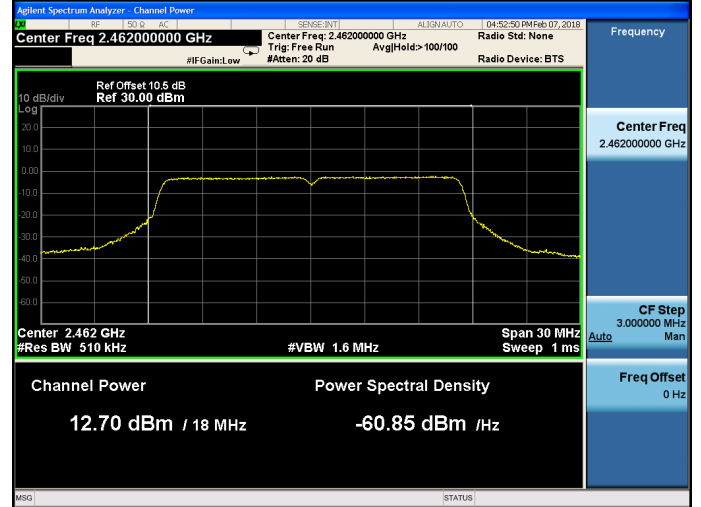 Agilent Spectrum Analyzer - Channel Power
LXI RF 50 Ω AC SENSE:INT ALIGN AUTO 04:52:50 PM Feb 07, 2018
Center Freq 2.462000000 GHz
Center Freq: 2.462000000 GHz
Radio Std: None
Trig: Free Run Avg|Hold:>100/100
#IFGain:Low #Atten: 20 dB Radio Device: BTS
Ref Offset 10.5 dB
10 dB/div Ref 30.00 dBm
Log
20.0
10.0
0.00
-10.0
-20.0
-30.0
-40.0
-50.0
-60.0
Center 2.462 GHz Span 30 MHz
#Res BW 510 kHz #VBW 1.6 MHz Sweep 1 ms
Channel Power Power Spectral Density
12.70 dBm / 18 MHz -60.85 dBm /Hz
Frequency
Center Freq
2.462000000 GHz
CF Step
3.000000 MHz
Auto Man
Freq Offset
0 Hz
MSG STATUS